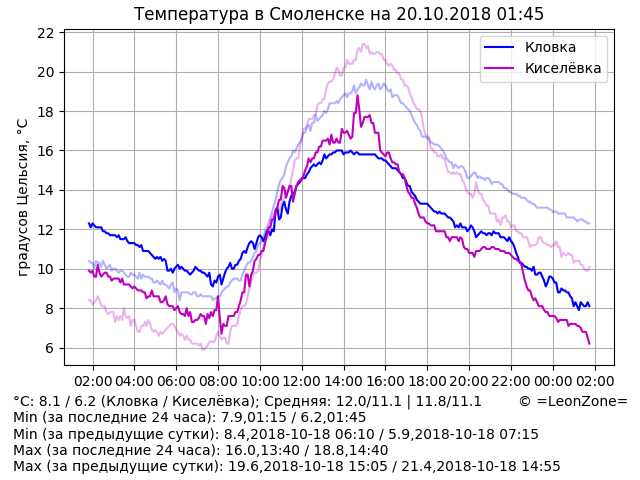 Температура в Смоленске на 20.10.2018 01:45
градусов Цельсия, °C
22
20
18
16
14
12
10
8
6
Кловка
Киселёвка
02:00 04:00 06:00 08:00 10:00 12:00 14:00 16:00 18:00 20:00 22:00 00:00 02:00
°C: 8.1 / 6.2 (Кловка / Киселёвка); Средняя: 12.0/11.1 | 11.8/11.1 © =LeonZone=
Min (за последние 24 часа): 7.9,01:15 / 6.2,01:45
Min (за предыдущие сутки): 8.4,2018-10-18 06:10 / 5.9,2018-10-18 07:15
Max (за последние 24 часа): 16.0,13:40 / 18.8,14:40
Max (за предыдущие сутки): 19.6,2018-10-18 15:05 / 21.4,2018-10-18 14:55